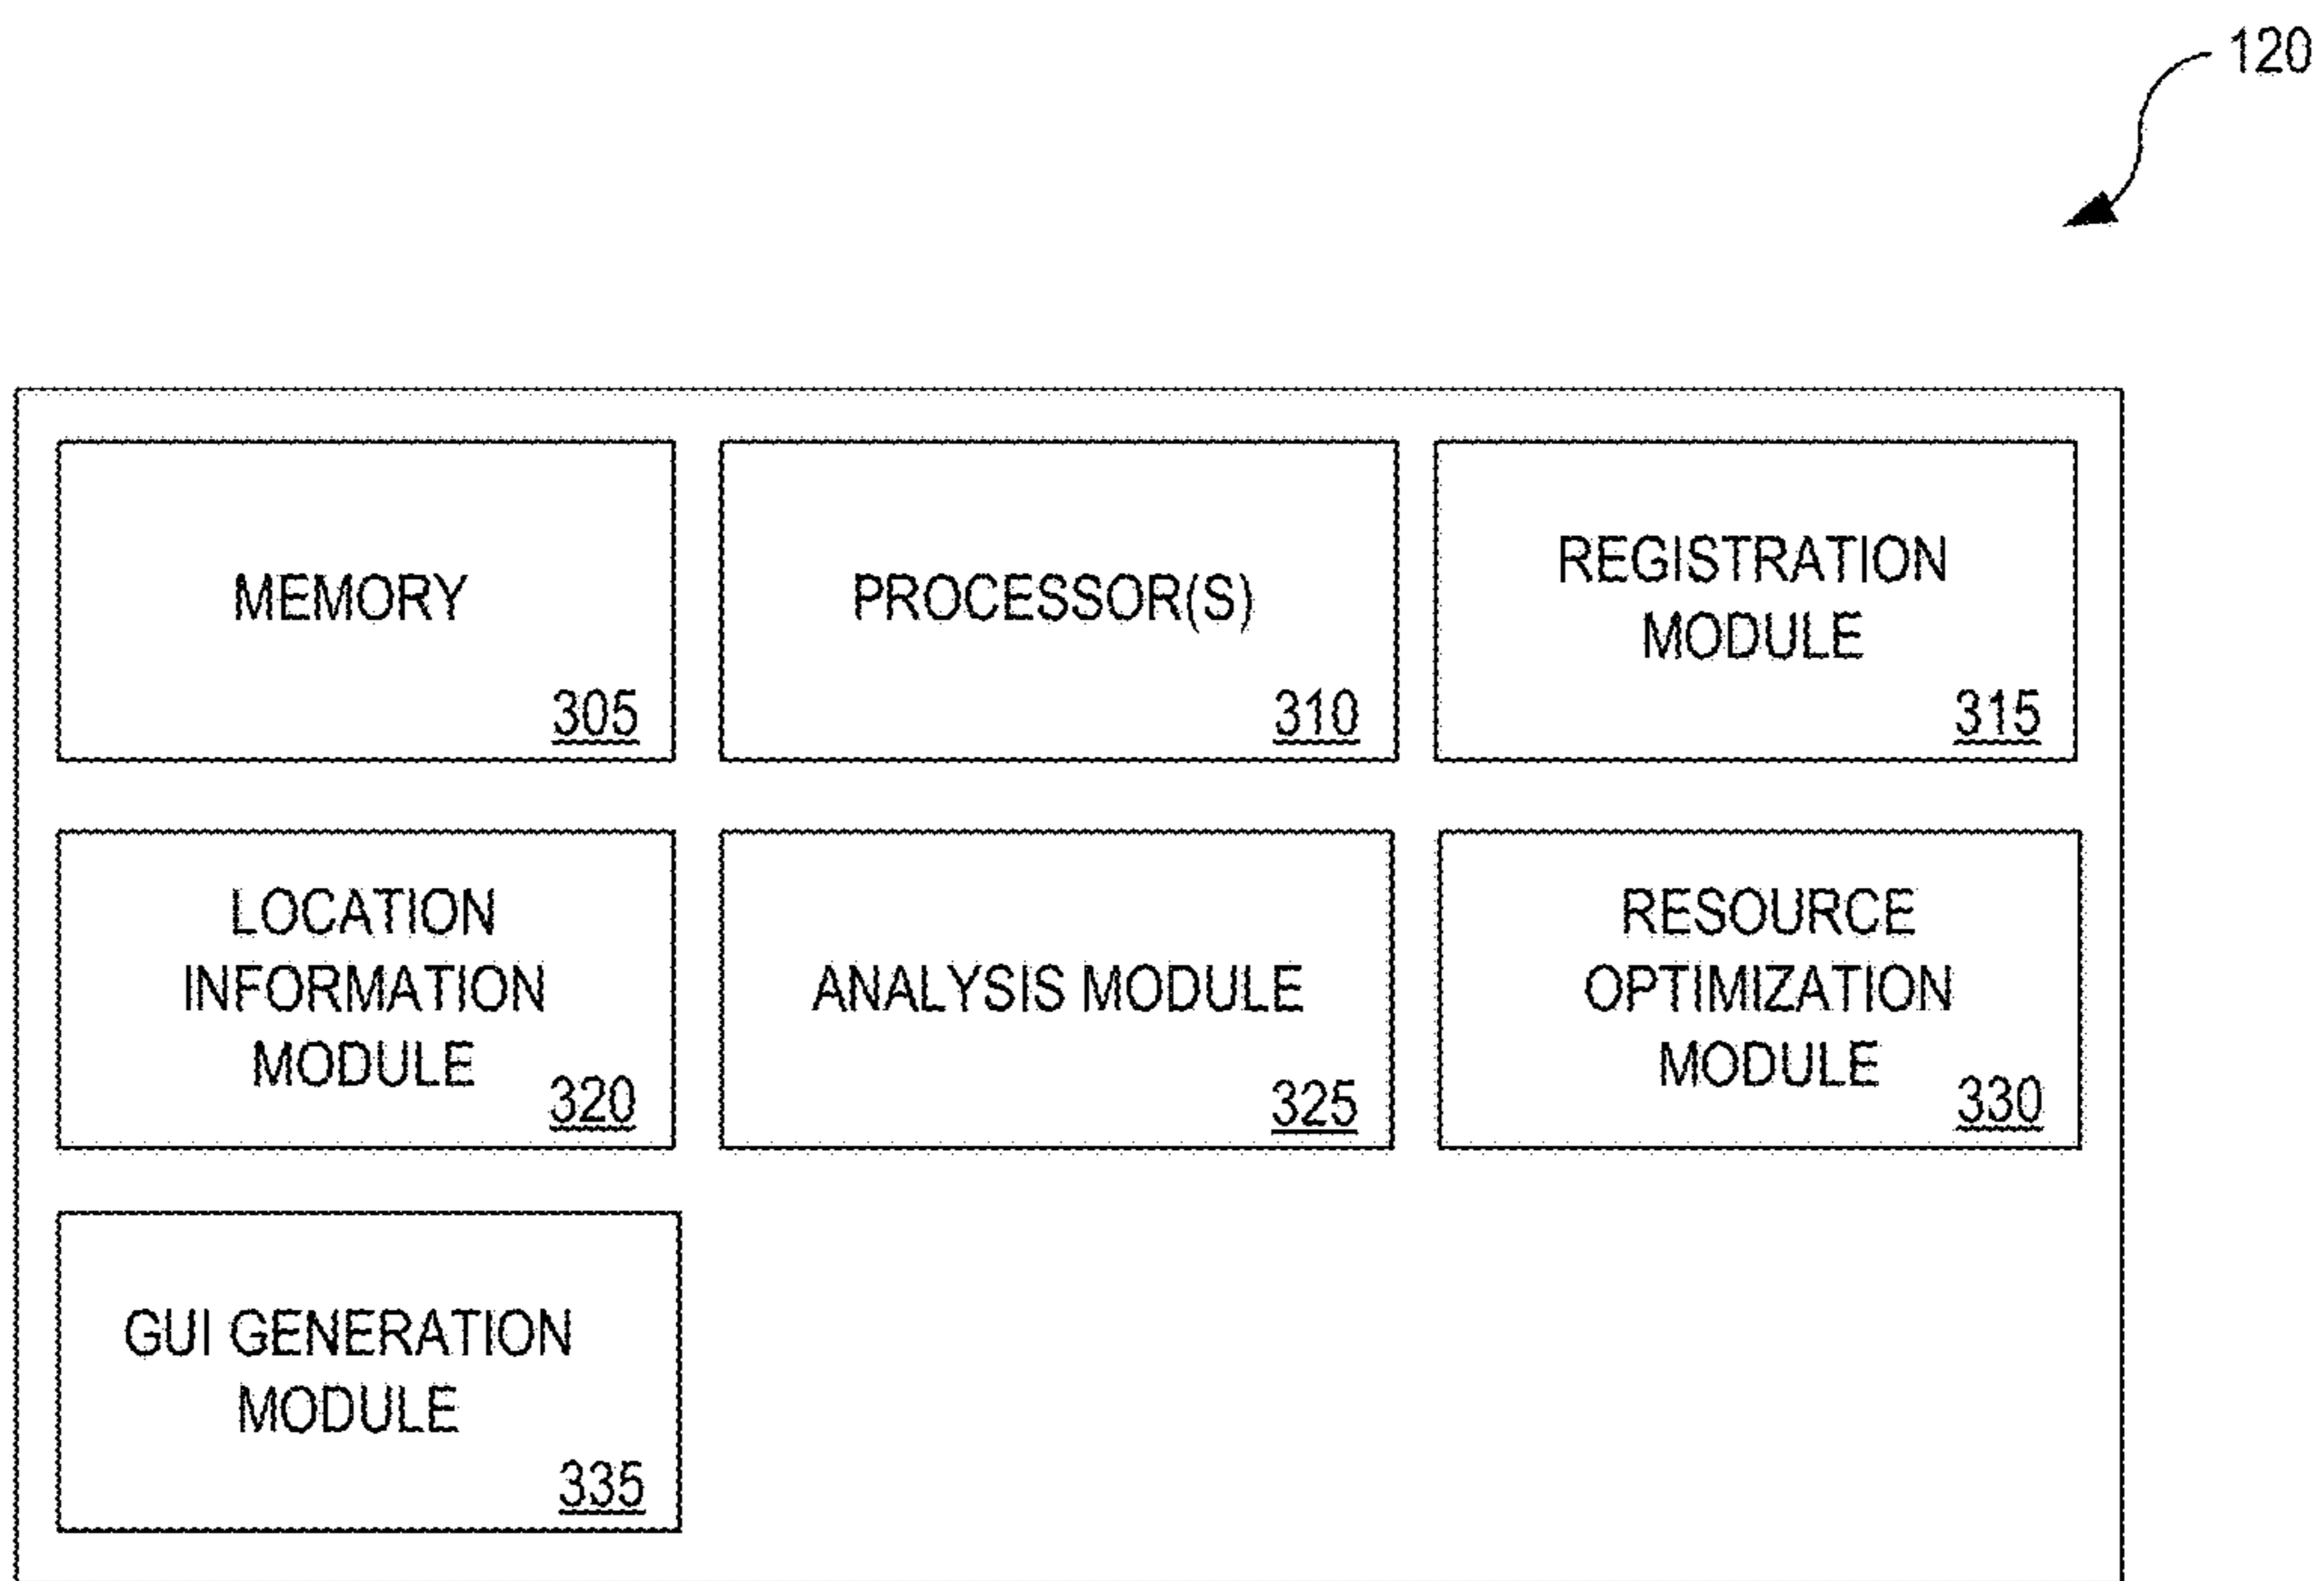 120
MEMORY
305
PROCESSOR(S)
310
REGISTRATION
MODULE
315
LOCATION
INFORMATION
MODULE
320
ANALYSIS MODULE
325
RESOURCE
OPTIMIZATION
MODULE
330
GUI GENERATION
MODULE
335